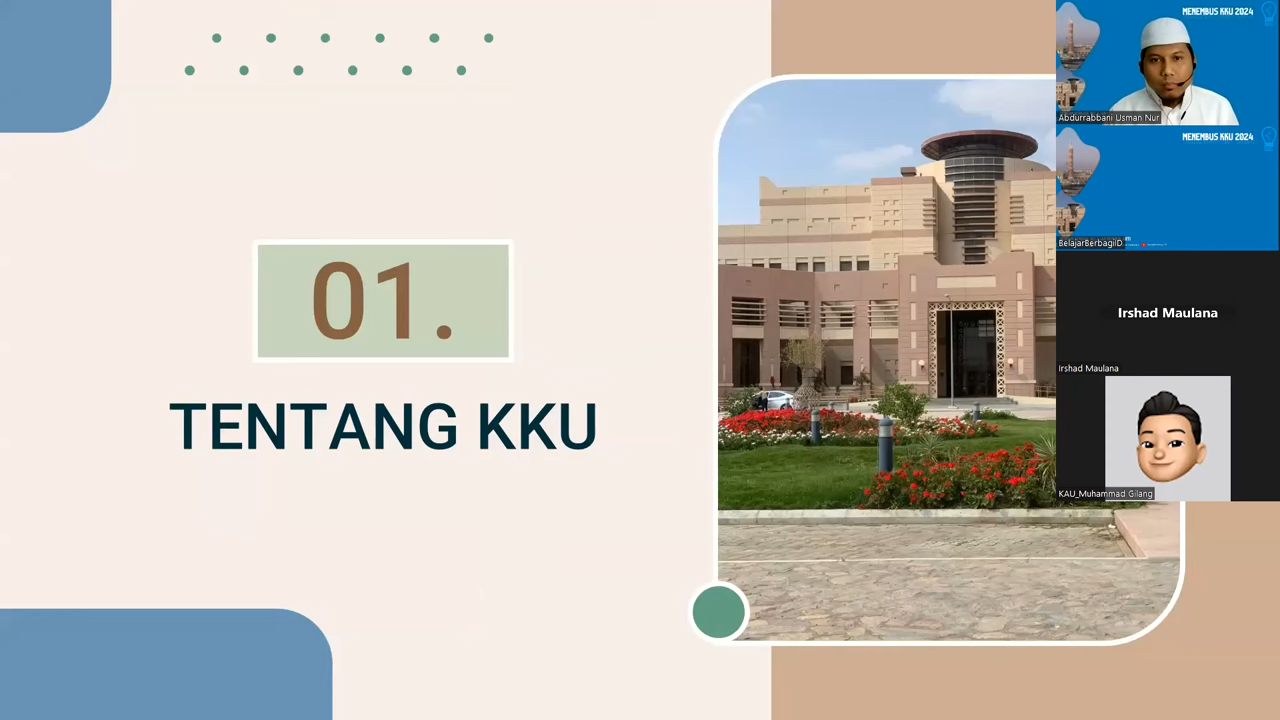 01.
TENTANG KKU
MENEMBUS KKU 2024
Abdurrabbani Usman Nur
MENEMBUS KKU 2024
BelajarBerbagiID
Irshad Maulana
Irshad Maulana
KAU_Muhammad Gilang